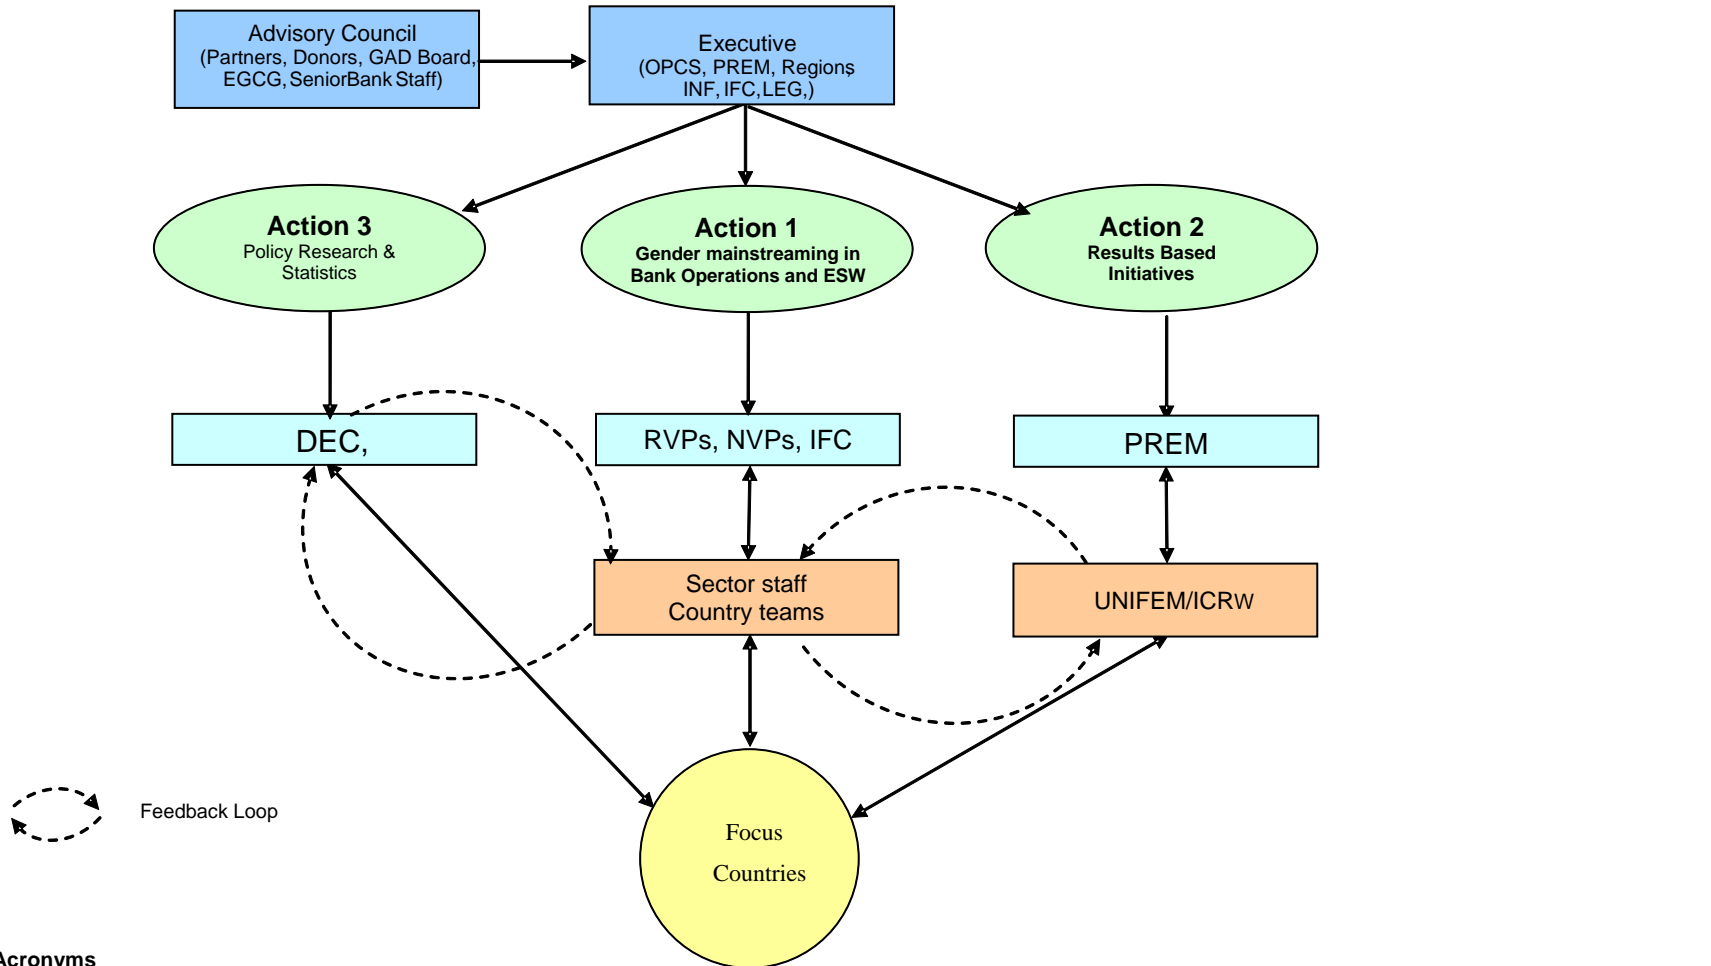 Advisory Council
(Partners, Donors, GAD Board,
EGCG, SeniorBank Staff)
Executive
(OPCS, PREM, Regions,
INF, IFC, LEG,)
Action 3
Policy Research &
Statistics
Action 1
Gender mainstreaming in
Bank Operations and ESW
Action 2
Results Based
Initiatives
DEC,
RVPs, NVPs, IFC
PREM
Sector staff
Country teams
UNIFEM/ICRW
Feedback Loop
Focus
Countries
Acronyms